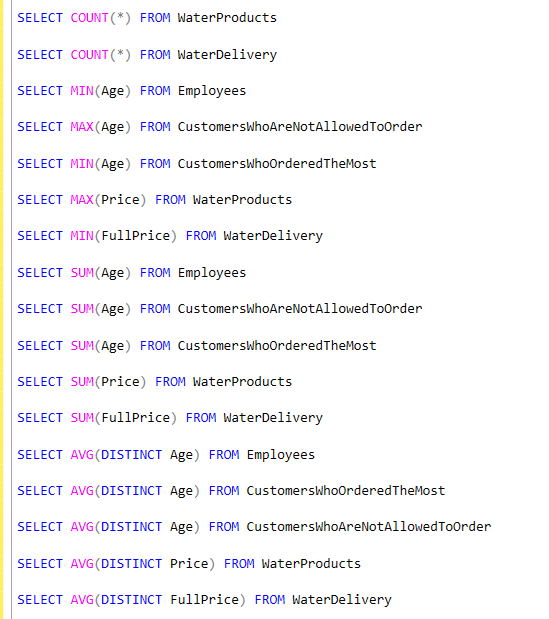 SELECT COUNT(*) FROM WaterProducts
SELECT COUNT(*) FROM WaterDelivery
SELECT MIN(Age) FROM Employees
SELECT MAX(Age) FROM CustomersWhoAreNotAllowedToOrder
SELECT MIN(Age) FROM CustomersWhoOrderedTheMost
SELECT MAX(Price) FROM WaterProducts
SELECT MIN(FullPrice) FROM WaterDelivery
SELECT SUM(Age) FROM Employees
SELECT SUM(Age) FROM CustomersWhoAreNotAllowedToOrder
SELECT SUM(Age) FROM CustomersWhoOrderedTheMost
SELECT SUM(Price) FROM WaterProducts
SELECT SUM(FullPrice) FROM WaterDelivery
SELECT AVG(DISTINCT Age) FROM Employees
SELECT AVG(DISTINCT Age) FROM CustomersWhoOrderedTheMost
SELECT AVG(DISTINCT Age) FROM CustomersWhoAreNotAllowedToOrder
SELECT AVG(DISTINCT Price) FROM WaterProducts
SELECT AVG(DISTINCT FullPrice) FROM WaterDelivery